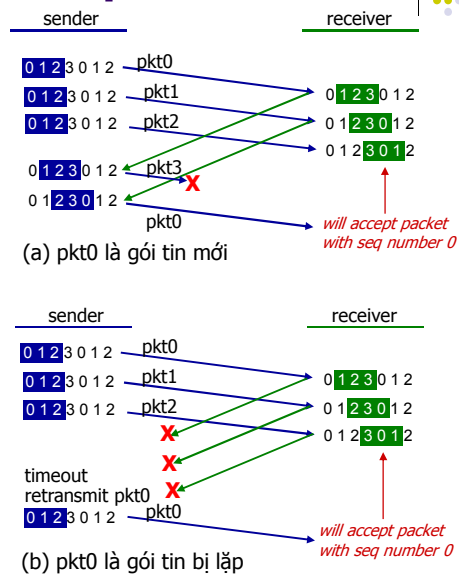 sender receiver
0 1 2 3 0 1 2 pkt0
0 1 2 3 0 1 2 pkt1
0 1 2 3 0 1 2 pkt2
0 1 2 3 0 1 2
0 1 2 3 0 1 2
0 1 2 3 0 1 2
0 1 2 3 0 1 2 pkt3
X
0 1 2 3 0 1 2
pkt0
will accept packet
with seq number 0
(a) pkt0 là gói tin mới
sender receiver
0 1 2 3 0 1 2 pkt0
0 1 2 3 0 1 2 pkt1
0 1 2 3 0 1 2 pkt2
0 1 2 3 0 1 2
0 1 2 3 0 1 2
0 1 2 3 0 1 2
X
X
X
timeout
retransmit pkt0
0 1 2 3 0 1 2 pkt0
will accept packet
with seq number 0
(b) pkt0 là gói tin bị lặp